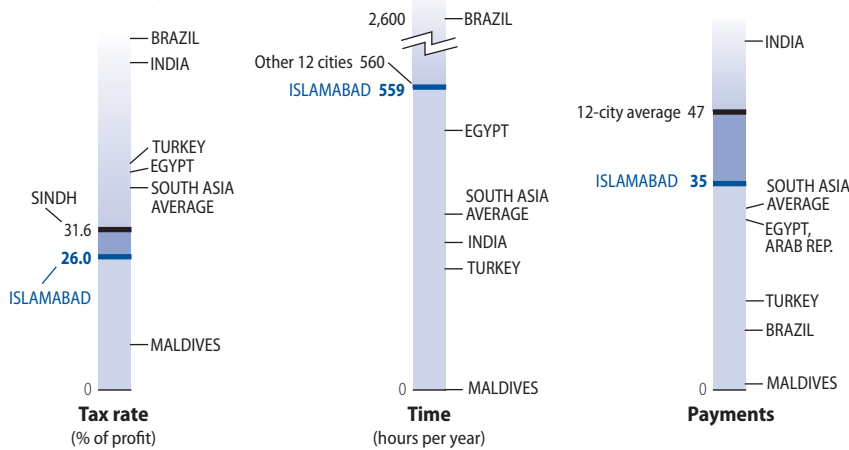 BRAZIL
INDIA
TURKEY
EGYPT
SOUTH ASIA
AVERAGE
SINDH
31.6
26.0
ISLAMABAD
MALDIVES
0
Tax rate
(% of profit)
2,600
BRAZIL
Other 12 cities 560
ISLAMABAD 559
EGYPT
SOUTH ASIA
AVERAGE
INDIA
TURKEY
0
MALDIVES
Time
(hours per year)
INDIA
12-city average 47
ISLAMABAD 35
SOUTH ASIA
AVERAGE
EGYPT,
ARAB REP.
TURKEY
BRAZIL
MALDIVES
0
Payments